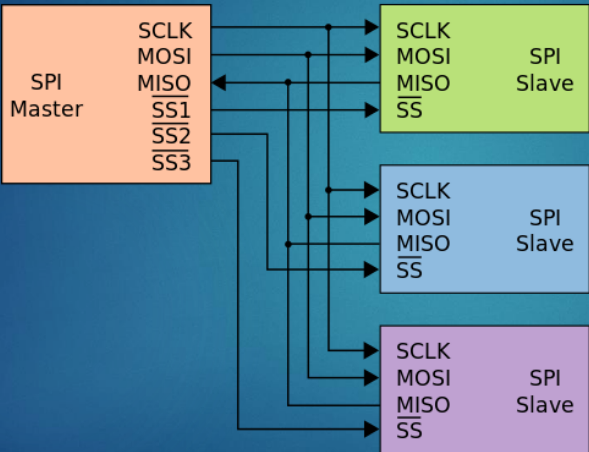 SPI
Master
SCLK
MOSI
MISO
SS1
SS2
SS3
SCLK
MOSI
MISO
SS
SPI
Slave
SCLK
MOSI
MISO
SS
SPI
Slave
SCLK
MOSI
MISO
SS
SPI
Slave